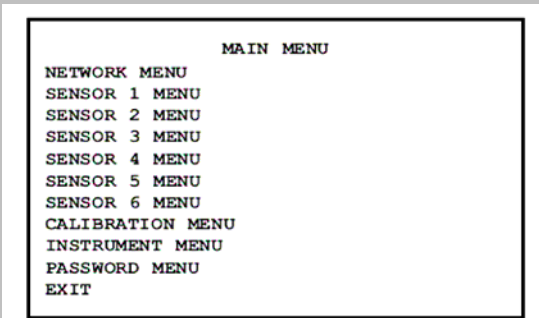 MAIN MENU
NETWORK MENU
SENSOR 1 MENU
SENSOR 2 MENU
SENSOR 3 MENU
SENSOR 4 MENU
SENSOR 5 MENU
SENSOR 6 MENU
CALIBRATION MENU
INSTRUMENT MENU
PASSWORD MENU
EXIT